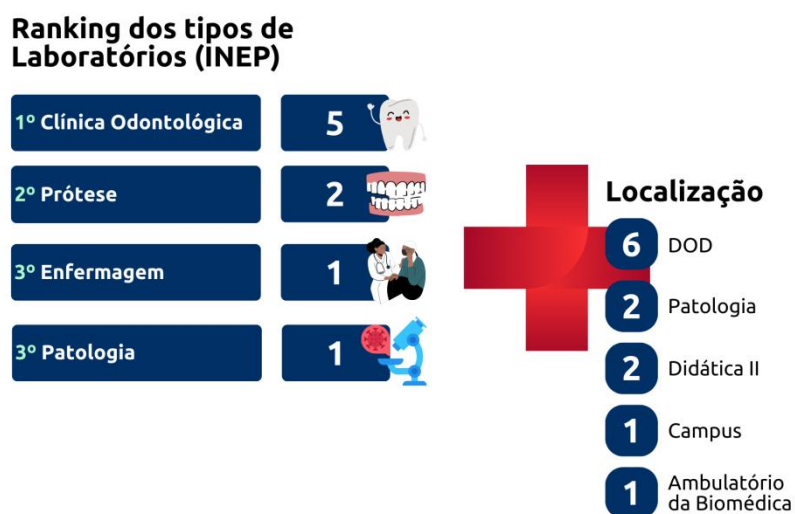 Ranking dos tipos de
Laboratórios (INEP)
1º Clínica Odontológica 5
2º Prótese 2
3º Enfermagem 1
3º Patologia 1
Localização
6 DOD
2 Patologia
2 Didática II
1 Campus
1 Ambulatório
da Biomédica